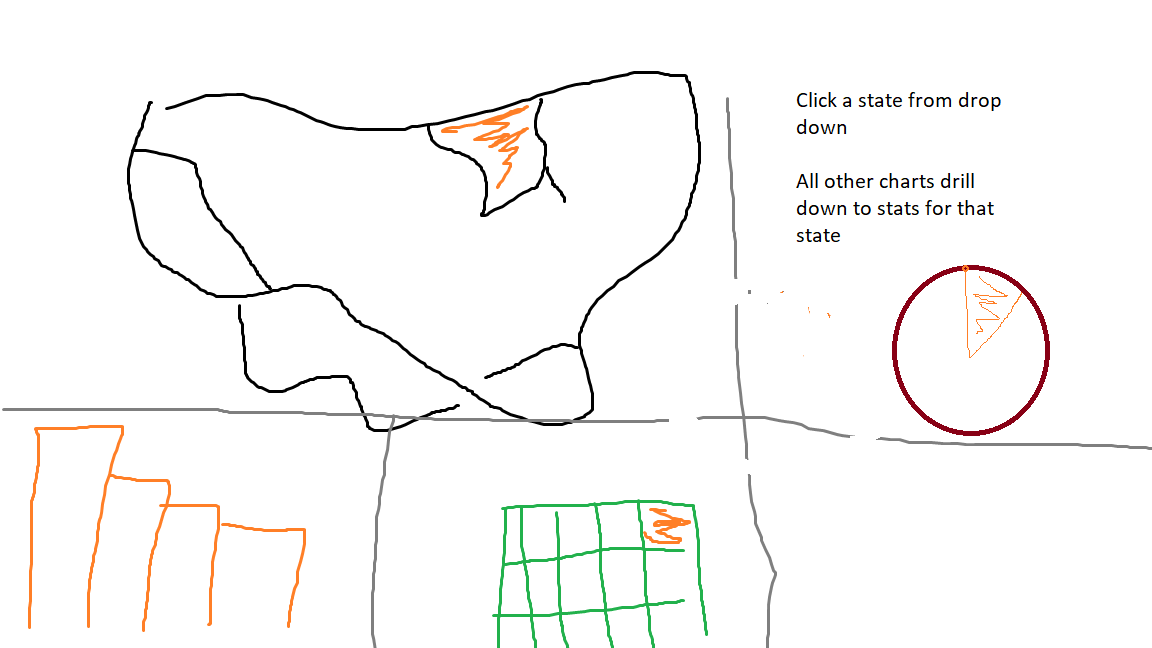 Click a state from drop
down
All other charts drill
down to stats for that
state